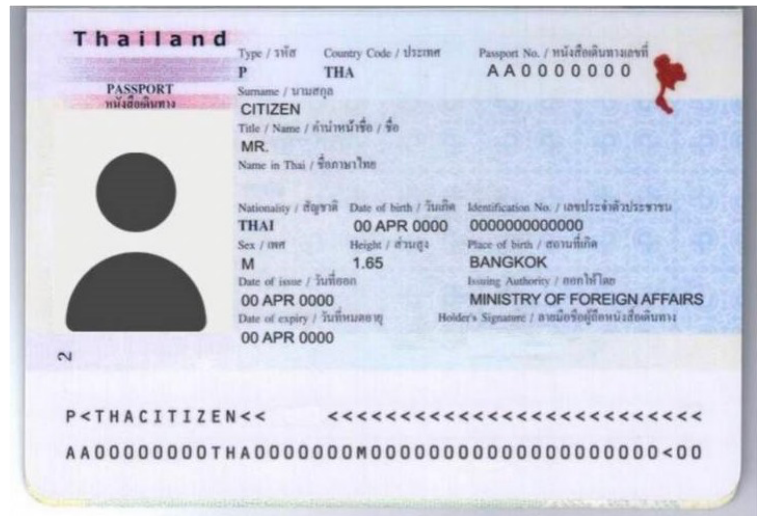 Thailand
PASSPORT
หนังสือเดินทาง
Type / รหัส Country Code / ประเทศ Passport No. / หนังสือเดินทางเลขที่
P THA AA0000000
Surname / นามสกุล
CITIZEN
Title / Name / คำนำหน้าชื่อ / ชื่อ
MR.
Name in Thai / ชื่อภาษาไทย
Nationality / สัญชาติ Date of birth / วันเกิด Identification No. / เลขประจำตัวประชาชน
THAI 00 APR 0000 0000000000000
Sex / เพศ Height / ส่วนสูง Place of birth / สถานที่เกิด
M 1.65 BANGKOK
Date of issue / วันที่ออก Issuing Authority / ออกให้โดย
00 APR 0000 MINISTRY OF FOREIGN AFFAIRS
Date of expiry / วันที่หมดอายุ Holder's Signature / ลายมือชื่อผู้ถือหนังสือเดินทาง
00 APR 0000
2
P<THACITIZEN<< <<<<<<<<<<<<<<<<<<<<<<<<<<
AA00000000THA0000000M00000000000000000000<00